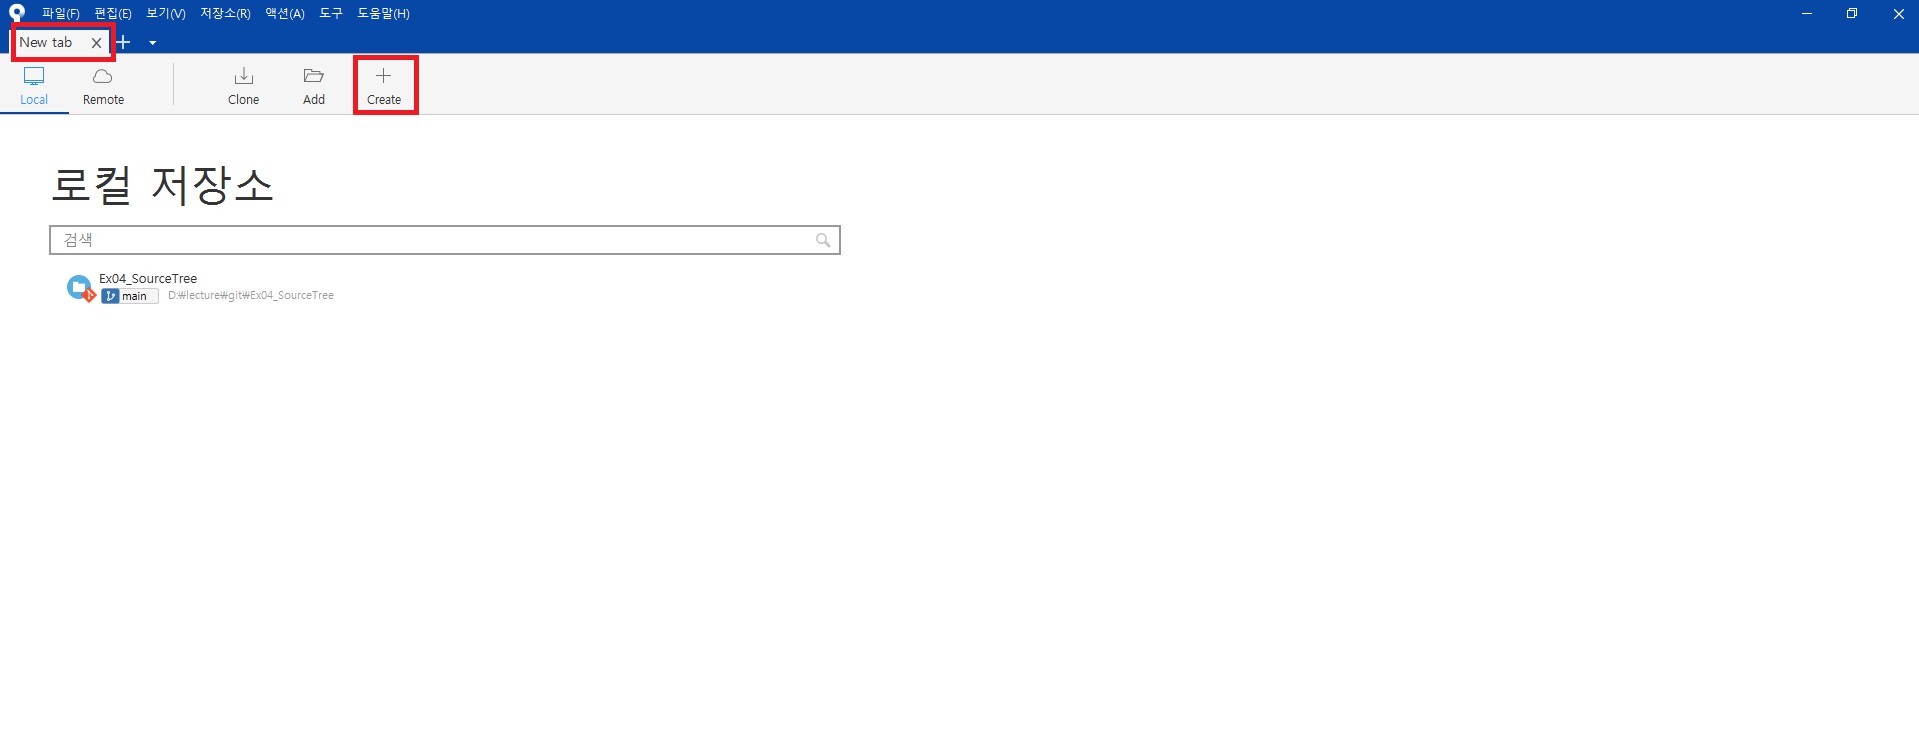 파일(F) 편집(E) 보기(V) 저장소(R) 액션(A) 도구 도움말(H)
New tab
Local Remote Clone Add Create
로컬 저장소
검색
Ex04_SourceTree
main D:₩lecture₩git₩Ex04_SourceTree